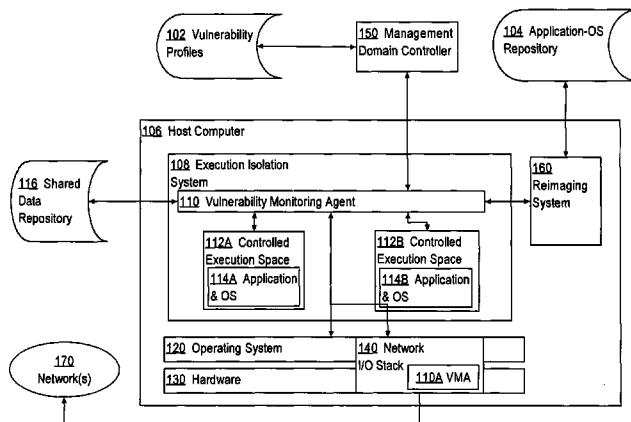 102 Vulnerability
Profiles
150 Management
Domain Controller
104 Application-OS
Repository
106 Host Computer
116 Shared
Data
Repository
108 Execution Isolation
System
110 Vulnerability Monitoring Agent
160
Reimaging
System
112A Controlled
Execution Space
114A Application
& OS
112B Controlled
Execution Space
114B Application
& OS
120 Operating System
140 Network
I/O Stack
130 Hardware
110A VMA
170
Network(s)